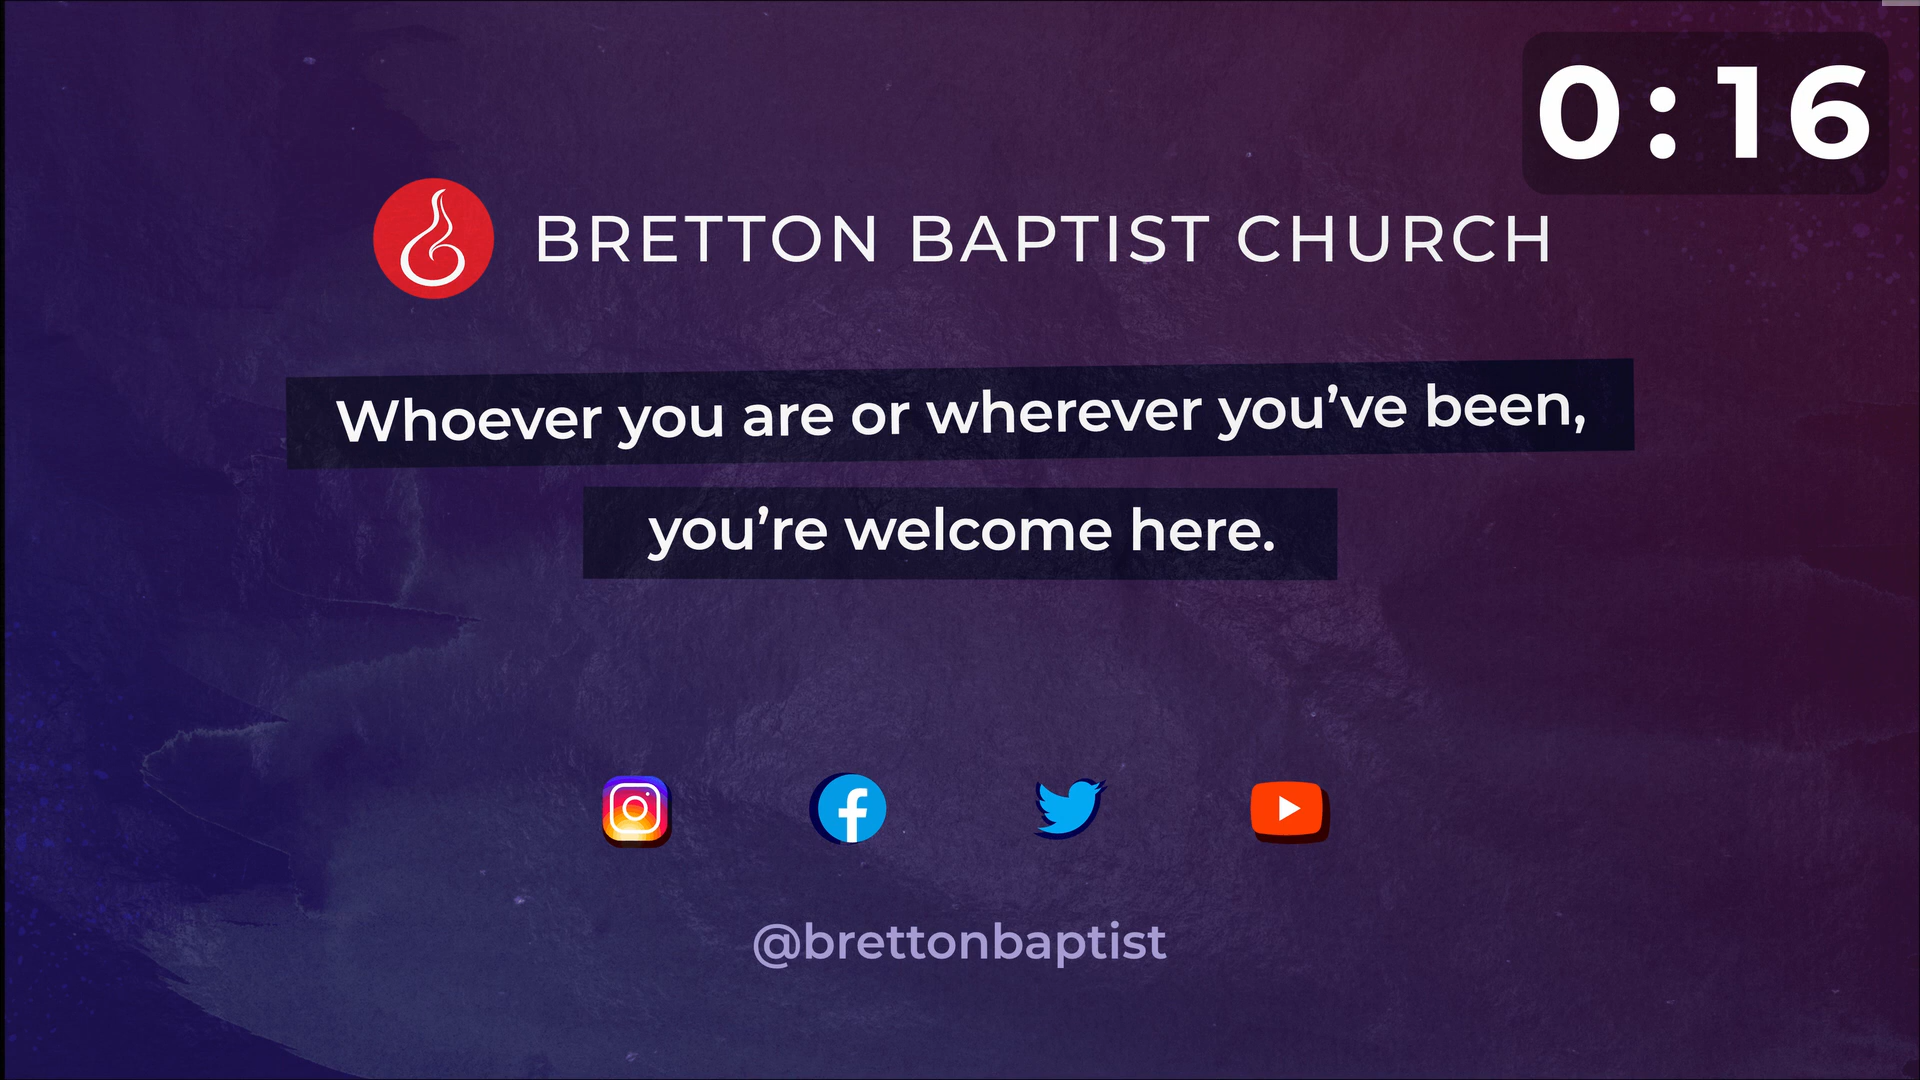 0:16
BRETTON BAPTIST CHURCH
Whoever you are or wherever you’ve been,
you’re welcome here.
@brettonbaptist